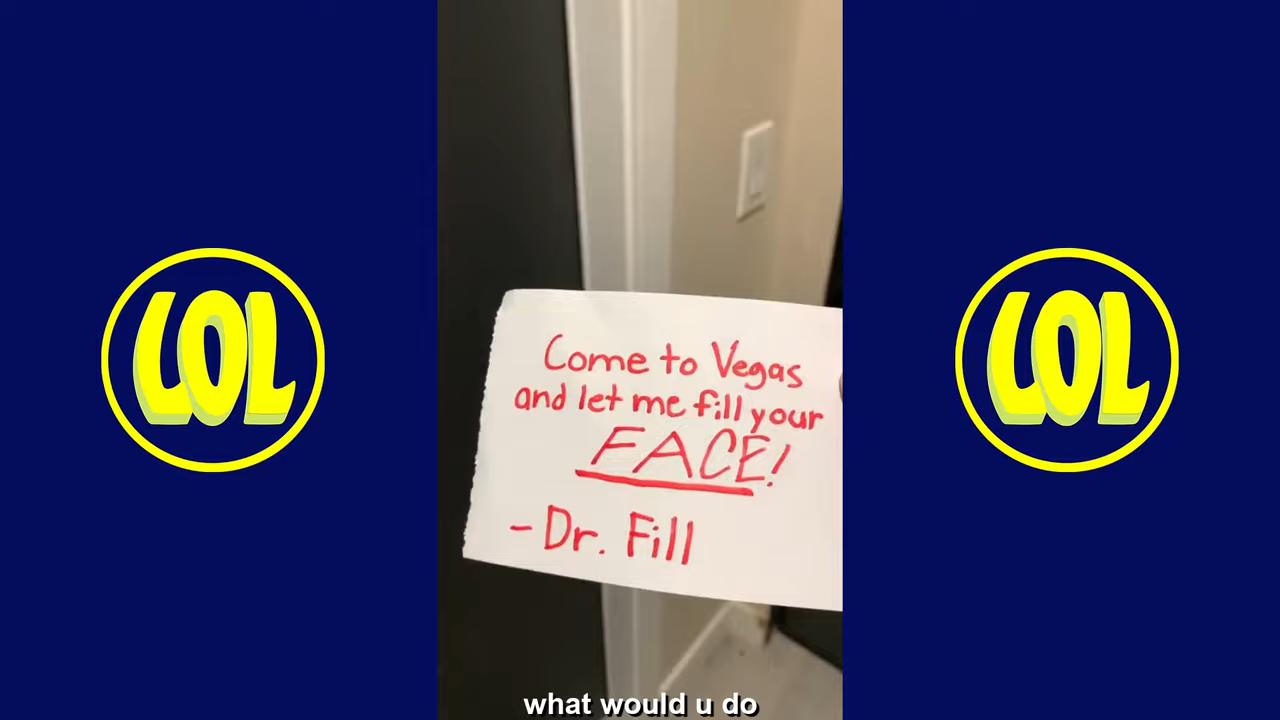 LOL
Come to Vegas
and let me fill your
FACE!
- Dr. Fill
LOL
what would u do